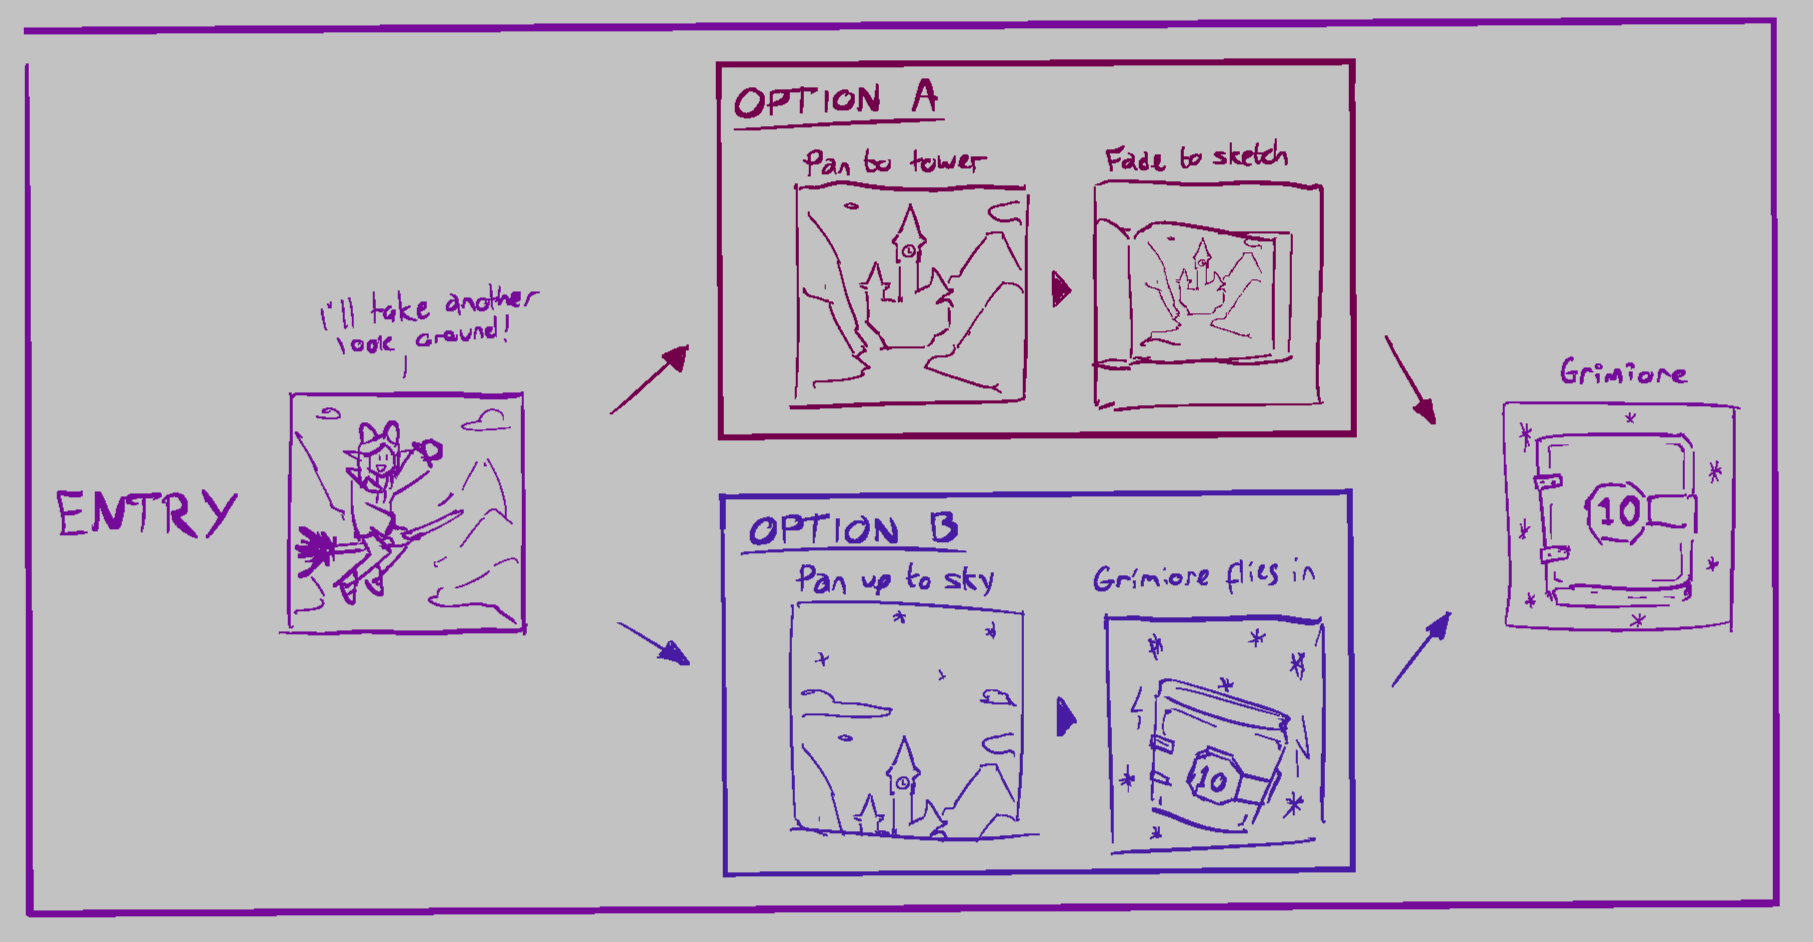 ENTRY
I'll take another
look around!
OPTION A
Pan to tower
Fade to sketch
OPTION B
Pan up to sky
Grimiore flies in
10
Grimiore
10